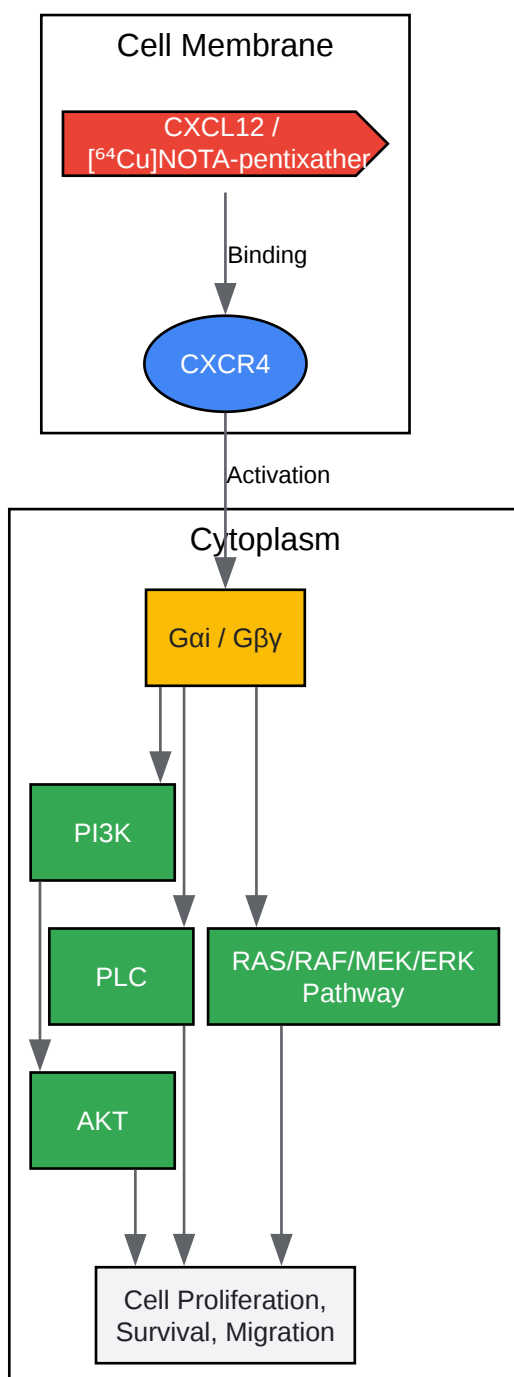 Cell Membrane
CXCL12 /
[⁶⁴Cu]NOTA-pentixather
Binding
CXCR4
Activation
Cytoplasm
Gαi / Gβγ
PI3K
PLC
RAS/RAF/MEK/ERK
Pathway
AKT
Cell Proliferation,
Survival, Migration